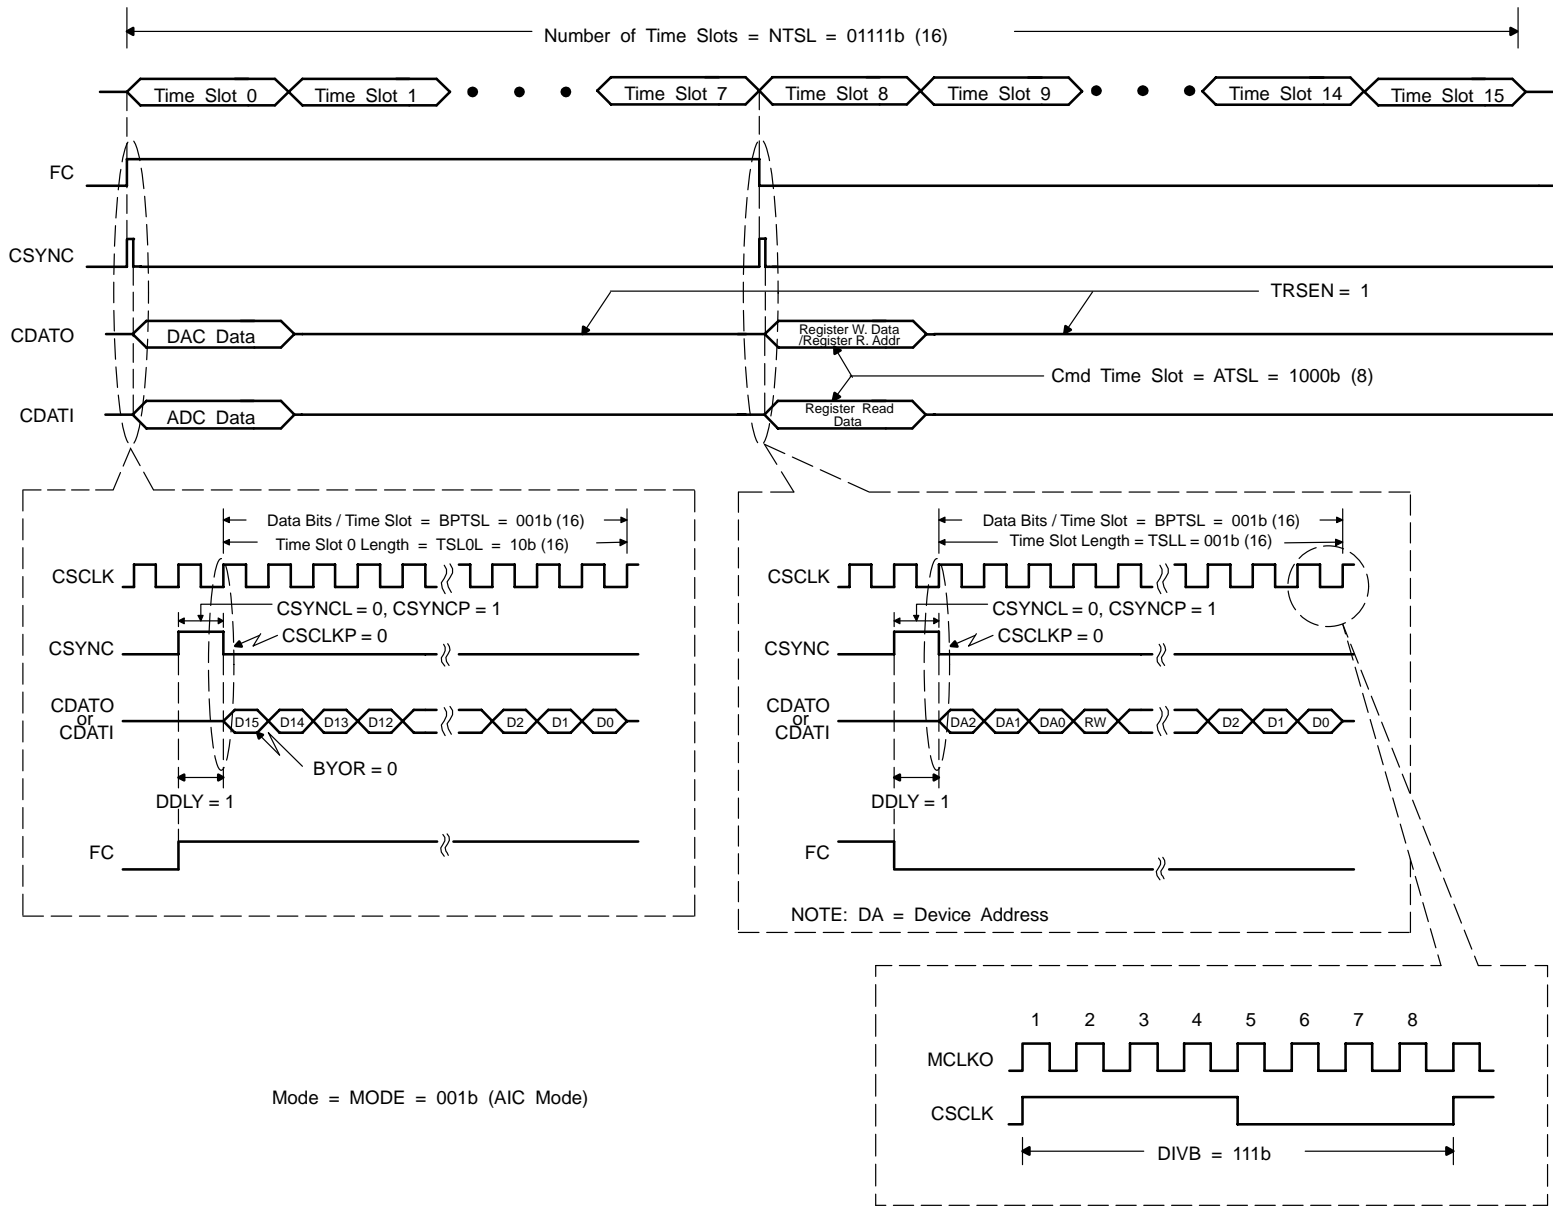 Number of Time Slots = NTSL = 01111b (16)
Time Slot 0
Time Slot 1
Time Slot 7
Time Slot 8
Time Slot 9
Time Slot 14
Time Slot 15
FC
CSYNC
TRSEN = 1
CDATO
DAC Data
Register W. Data
/Register R. Addr
Cmd Time Slot = ATSL = 1000b (8)
CDATI
ADC Data
Register Read
Data
Data Bits / Time Slot = BPTSL = 001b (16)
Time Slot 0 Length = TSL0L = 10b (16)
CSCLK
CSYNCL = 0, CSYNCP = 1
CSCLKP = 0
CSYNC
CDATO
or
CDATI
D15
D14
D13
D12
D2
D1
D0
BYOR = 0
DDLY = 1
FC
Data Bits / Time Slot = BPTSL = 001b (16)
Time Slot Length = TSLL = 001b (16)
CSCLK
CSYNCL = 0, CSYNCP = 1
CSCLKP = 0
CSYNC
CDATO
or
CDATI
DA2
DA1
DA0
RW
D2
D1
D0
DDLY = 1
FC
NOTE: DA = Device Address
1 2 3 4 5 6 7 8
MCLKO
CSCLK
DIVB = 111b
Mode = MODE = 001b (AIC Mode)